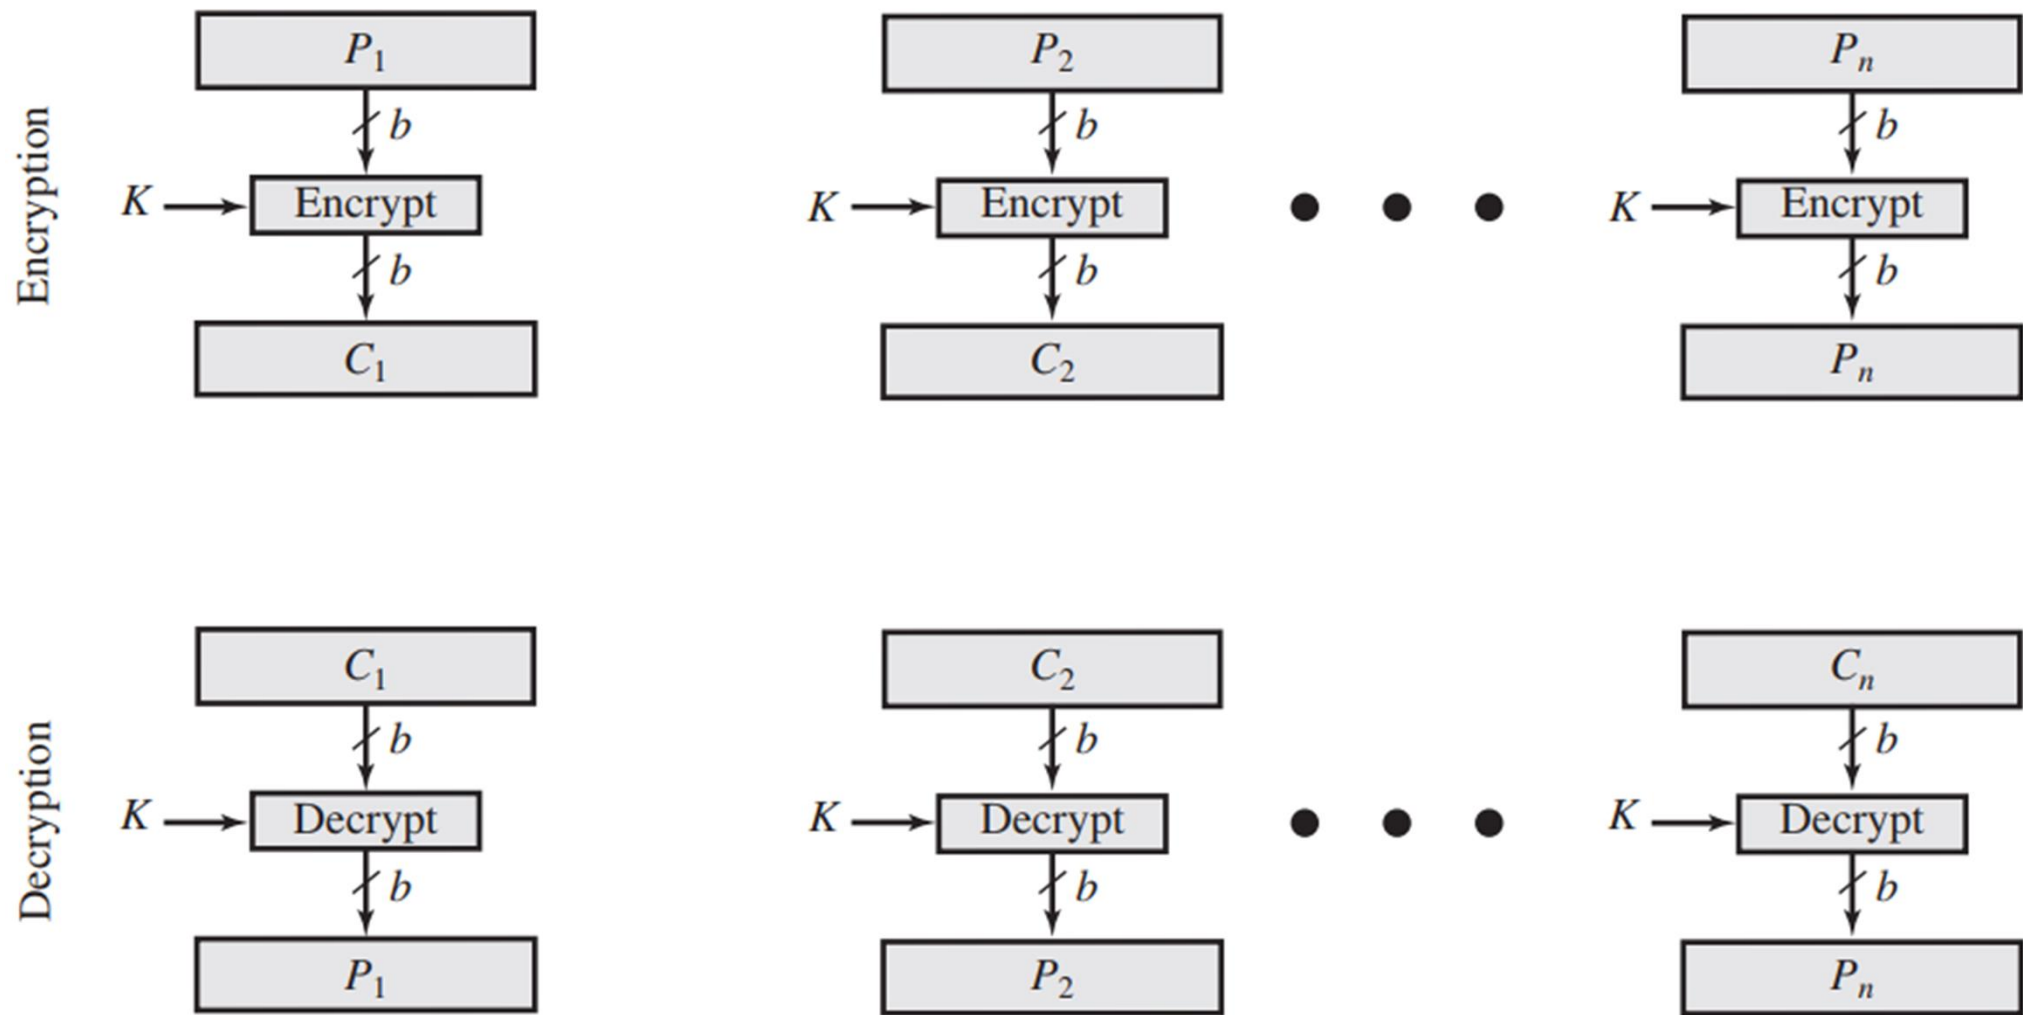 Encryption
P1 P2 Pn
b b b
K Encrypt K Encrypt K Encrypt
b b b
C1 C2 Pn
Decryption
C1 C2 Cn
b b b
K Decrypt K Decrypt K Decrypt
b b b
P1 P2 Pn